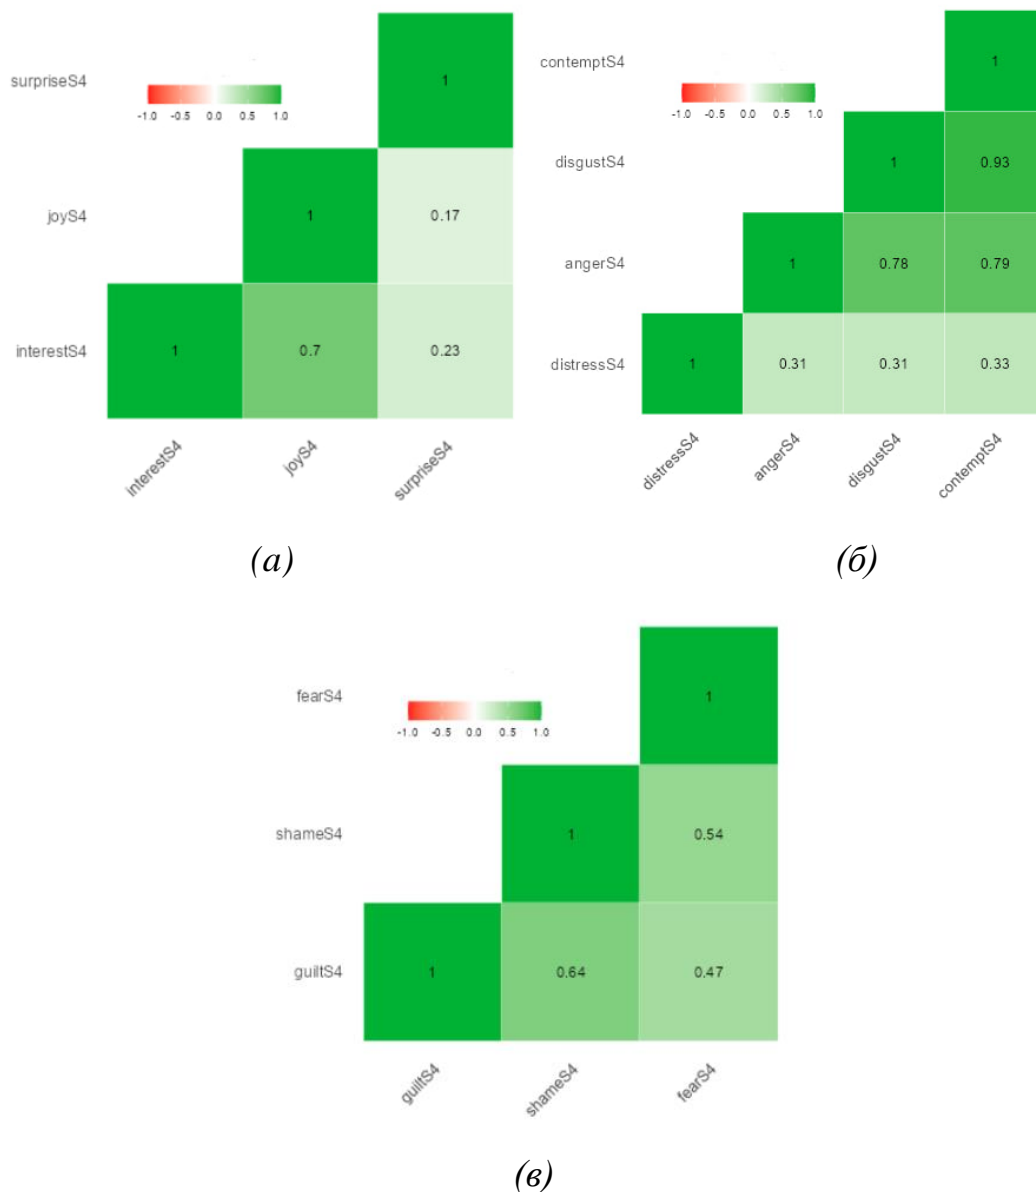 surpriseS4
-1.0 -0.5 0.0 0.5 1.0
1
joyS4
1 0.17
interestS4
1 0.7 0.23
interestS4 joyS4 surpriseS4
(а)
contemptS4
-1.0 -0.5 0.0 0.5 1.0
1
disgustS4
1 0.93
angerS4
1 0.78 0.79
distressS4
1 0.31 0.31 0.33
distressS4 angerS4 disgustS4 contemptS4
(б)
fearS4
-1.0 -0.5 0.0 0.5 1.0
1
shameS4
1 0.54
guiltS4
1 0.64 0.47
guiltS4 shameS4 fearS4
(в)